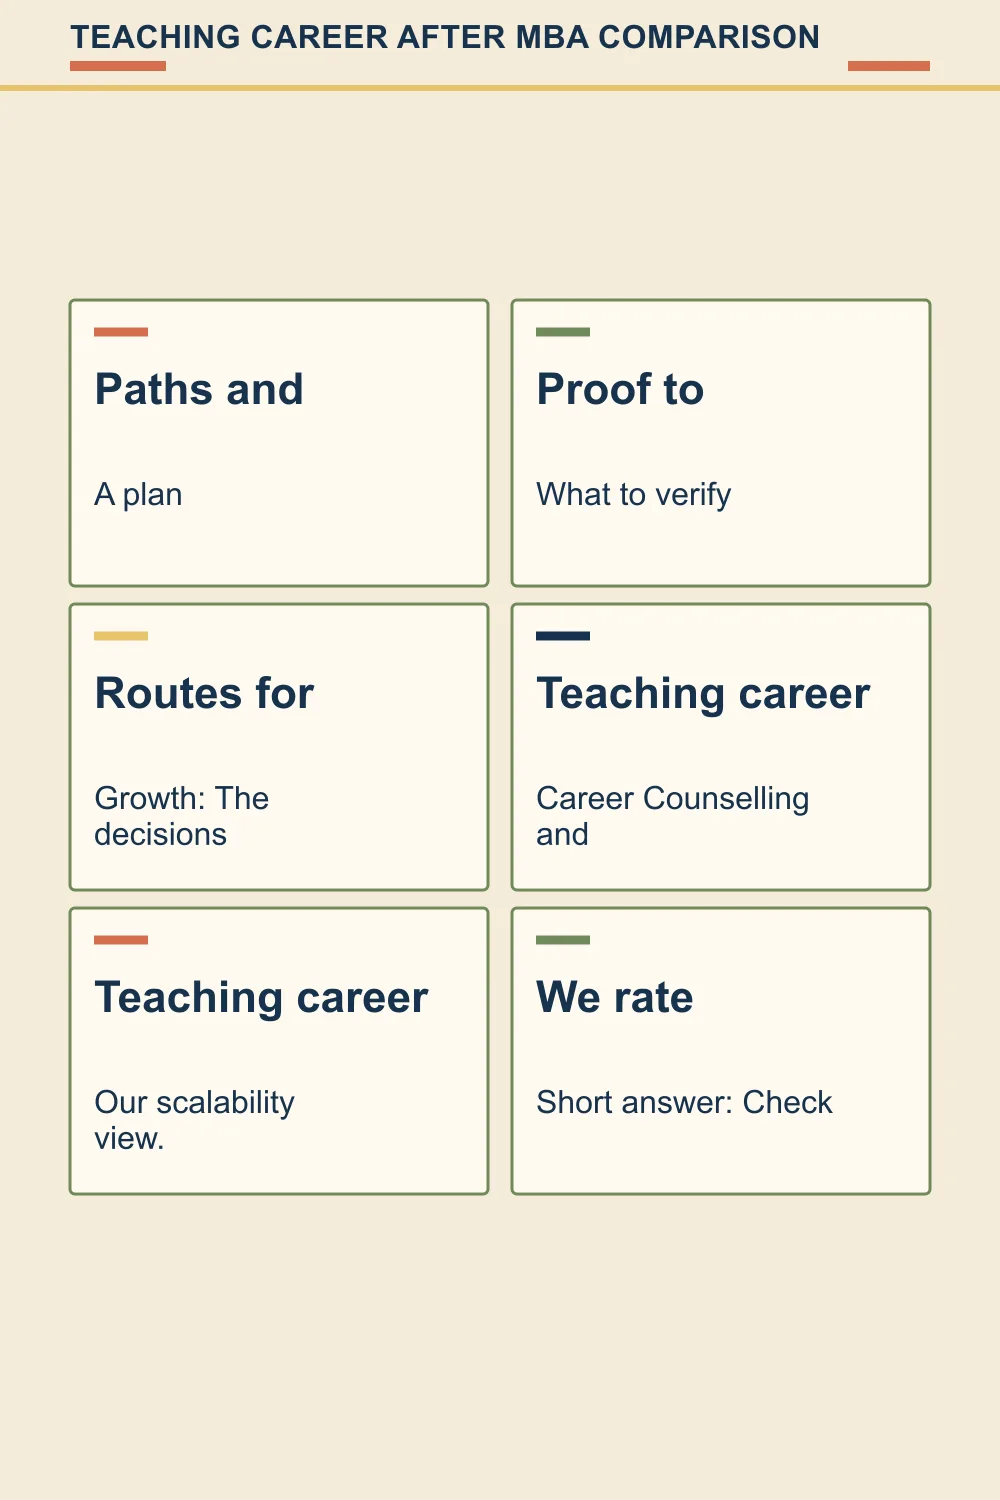 TEACHING CAREER AFTER MBA COMPARISON
Paths and
A plan
Proof to
What to verify
Routes for
Growth: The
decisions
Teaching career
Career Counselling
and
Teaching career
Our scalability
view.
We rate
Short answer: Check